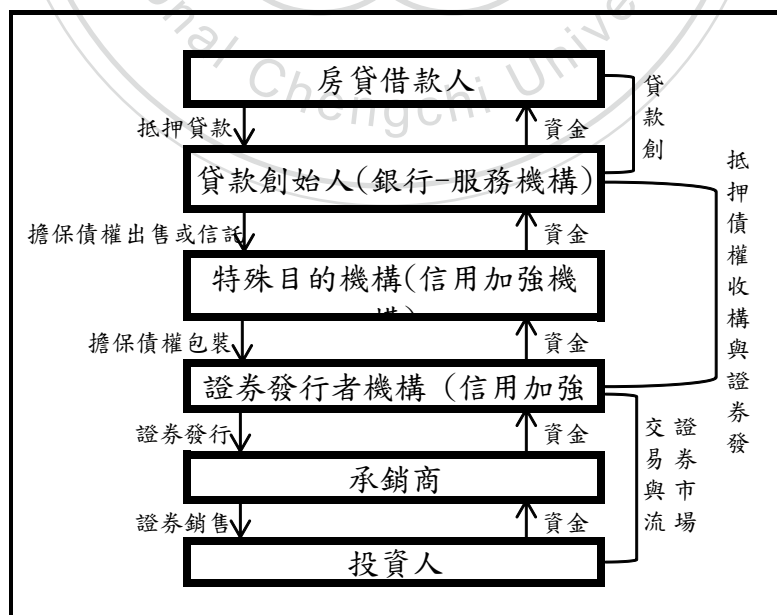 onal Chengchi Unive
房貸借款人
抵押貸款
資金
貸款創
貸款創始人(銀行-服務機構)
擔保債權出售或信託
資金
特殊目的機構(信用加強機
擔保債權包裝
資金
抵押債權收構與證券發
證券發行者機構（信用加強
證券發行
資金
承銷商
證券市場
交易與流
證券銷售
資金
投資人